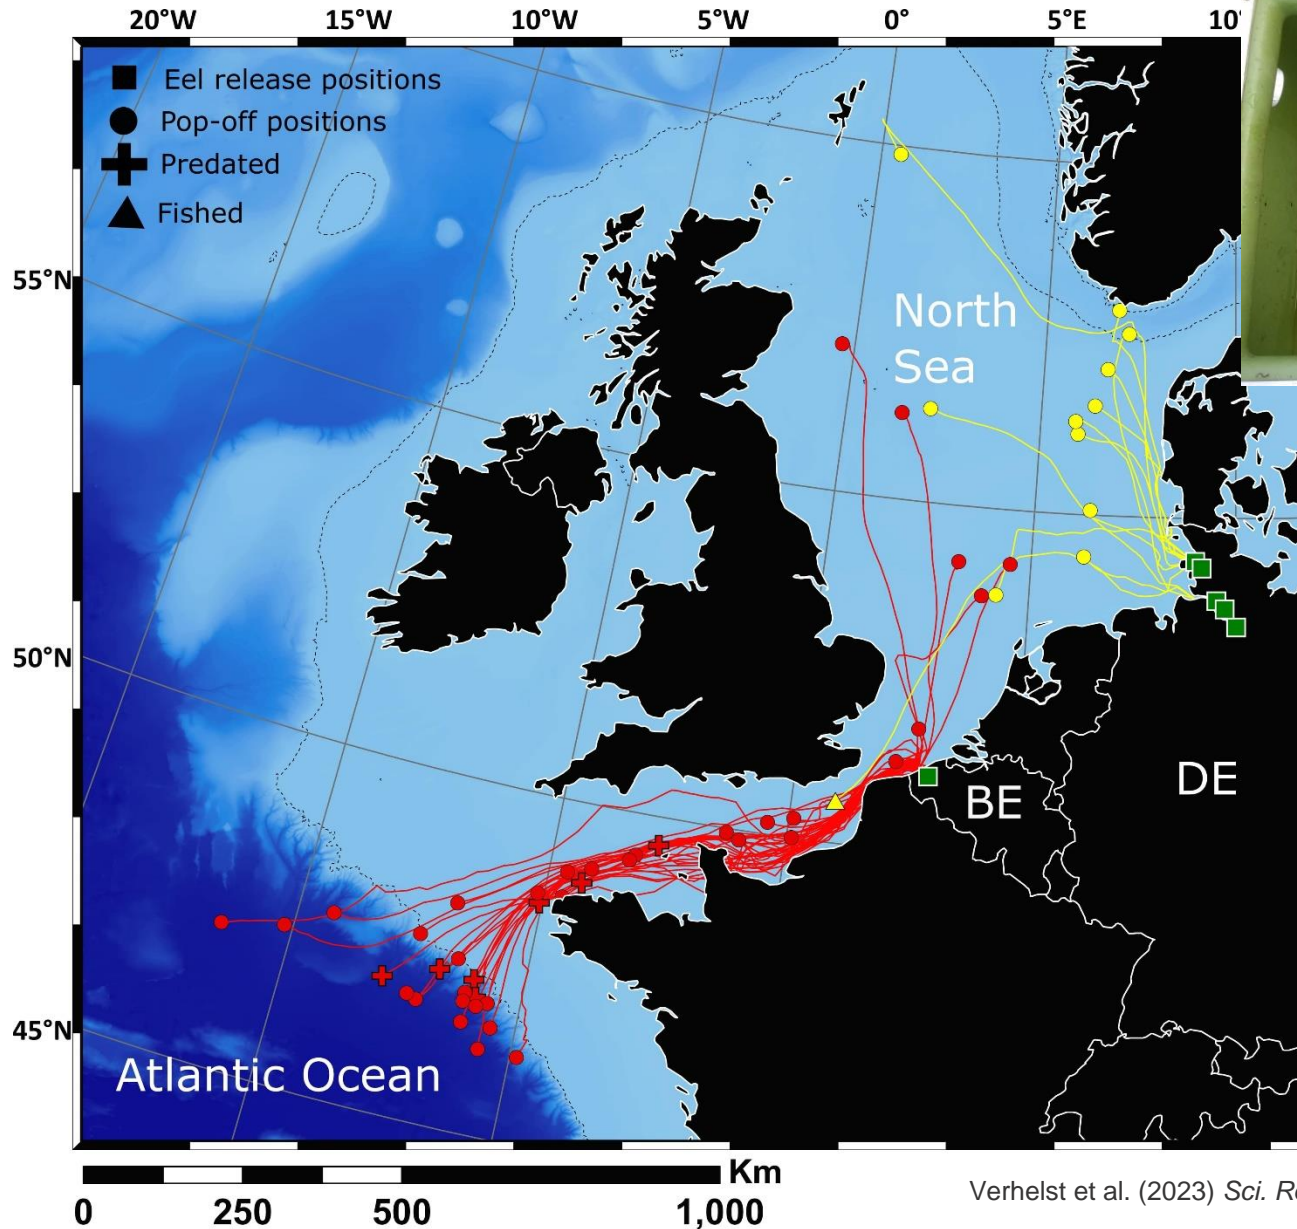 20°W 15°W 10°W 5°W 0° 5°E 10°
Eel release positions
Pop-off positions
Predated
Fished
55°N
North
Sea
50°N
DE
BE
45°N
Atlantic Ocean
Km
0 250 500 1,000
Verhelst et al. (2023) Sci.